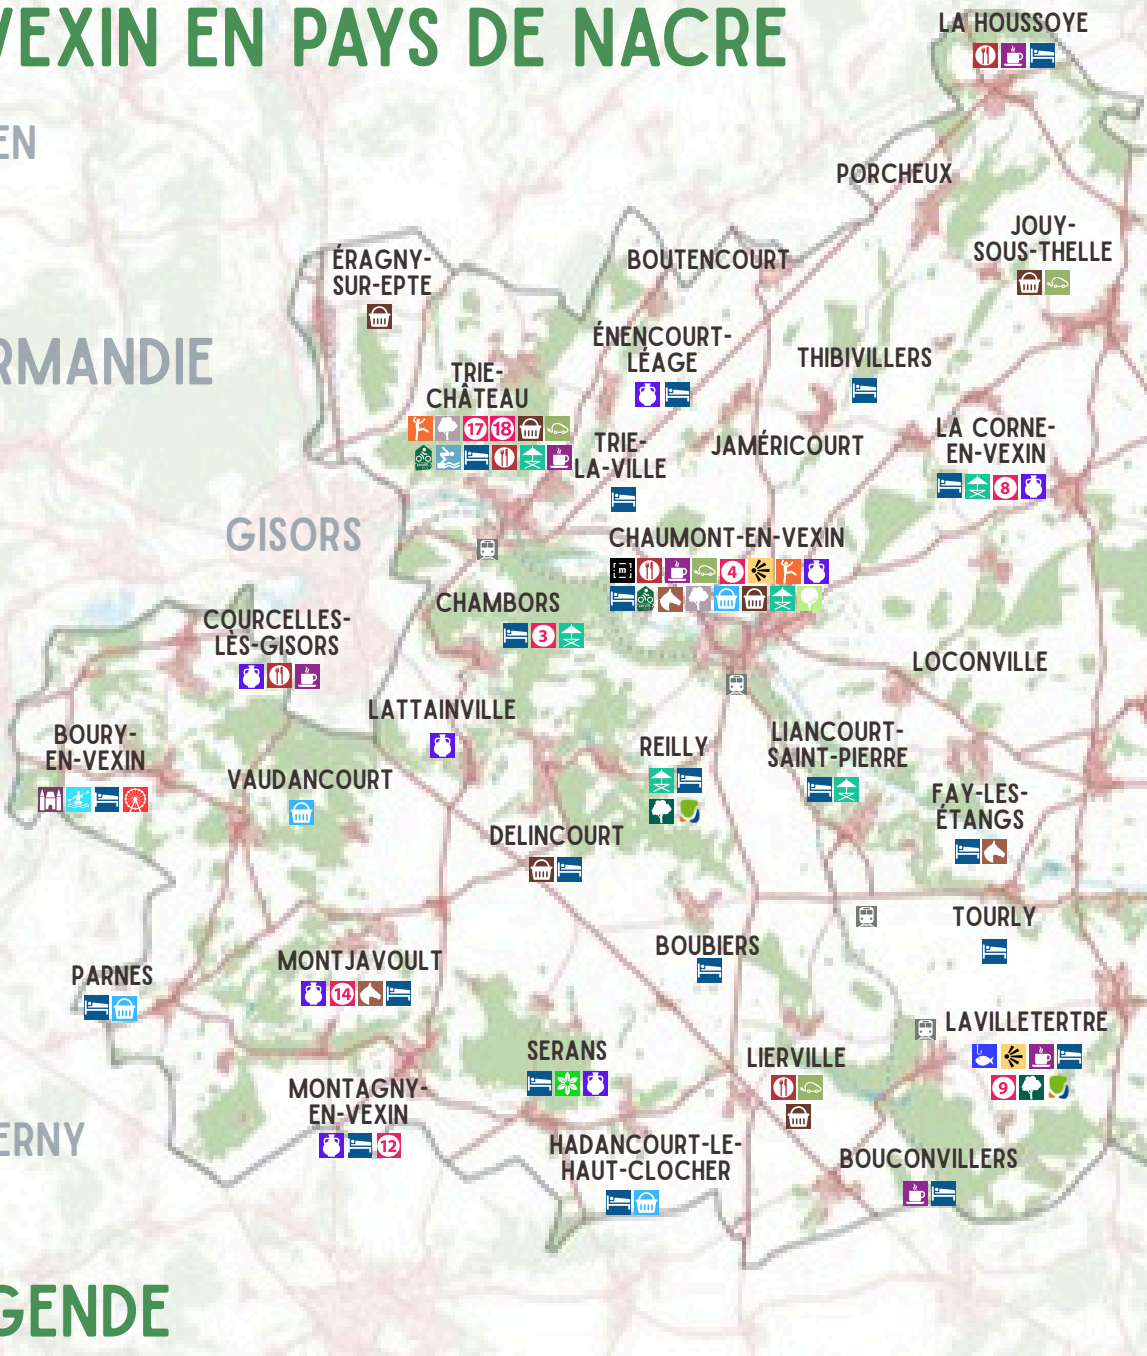 VEXIN EN PAYS DE NACRE
LA HOUSSOYE
EN
PORCHEUX
JOUY-
SOUS-THELLE
ÉRAGNY-
SUR-EPTE
BOUTENCOURT
ÉNENCOURT-
LÉAGE
RMANDIE
THIBIVILLERS
TRIE-
CHÂTEAU
17 18
TRIE-
LA-VILLE
JAMÉRICOURT
LA CORNE-
EN-VEXIN
8
GISORS
CHAUMONT-EN-VEXIN
m 4
CHAMBORS
3
COURCELLES-
LÈS-GISORS
LOCONVILLE
LATTAINVILLE
BOURY-
EN-VEXIN
REILLY
LIANCOURT-
SAINT-PIERRE
VAUDANCOURT
FAY-LES-
ÉTANGS
DELINCOURT
TOURLY
BOUBIERS
MONTJAVOULT
14
PARNES
LAVILLETERTRE
9
SERANS
LIERVILLE
MONTAGNY-
EN-VEXIN
12
ERNY
HADANCOURT-LE-
HAUT-CLOCHER
BOUCONVILLERS
GENDE